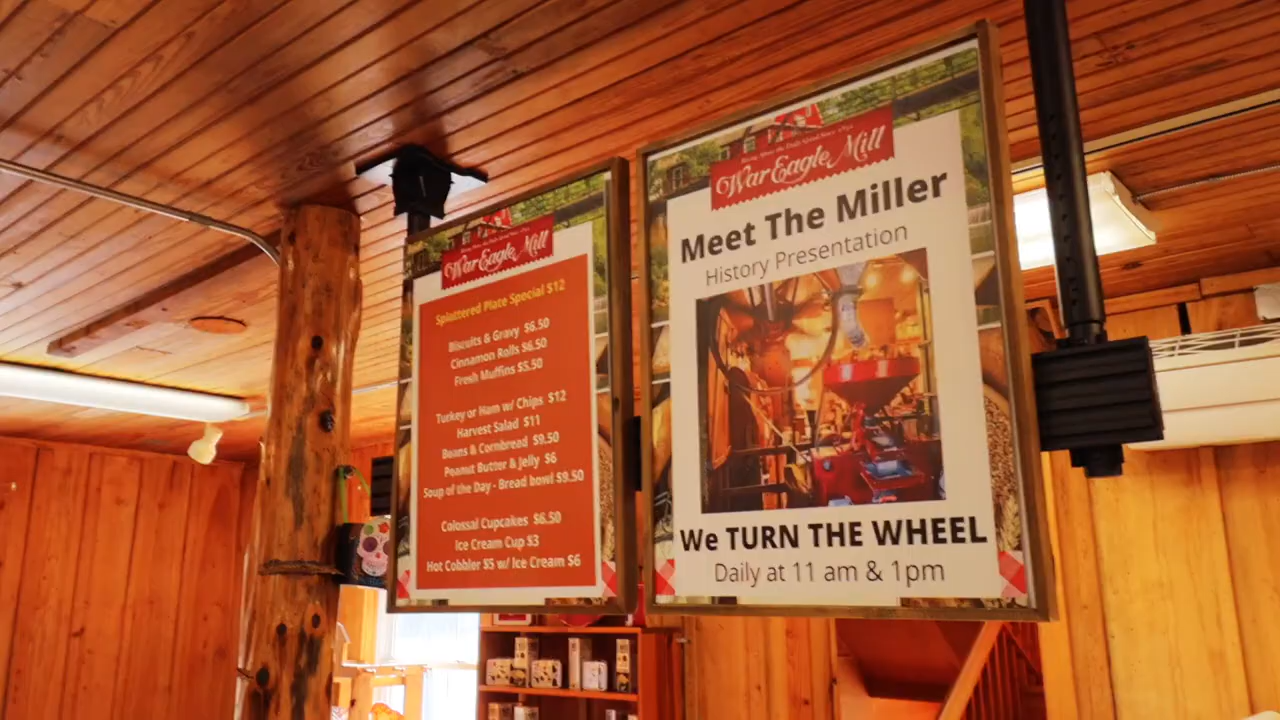 War Eagle Mill
Splattered Plate Special $12
Biscuits & Gravy $6.50
Cinnamon Rolls $6.50
Fresh Muffins $5.50
Turkey or Ham w/ Chips $12
Harvest Salad $11
Beans & Cornbread $9.50
Peanut Butter & Jelly $6
Soup of the Day - Bread bowl $9.50
Colossal Cupcakes $6.50
Ice Cream Cup $3
Hot Cobbler $5 w/ Ice Cream $6
War Eagle Mill
Meet The Miller
History Presentation
We TURN THE WHEEL
Daily at 11 am & 1pm